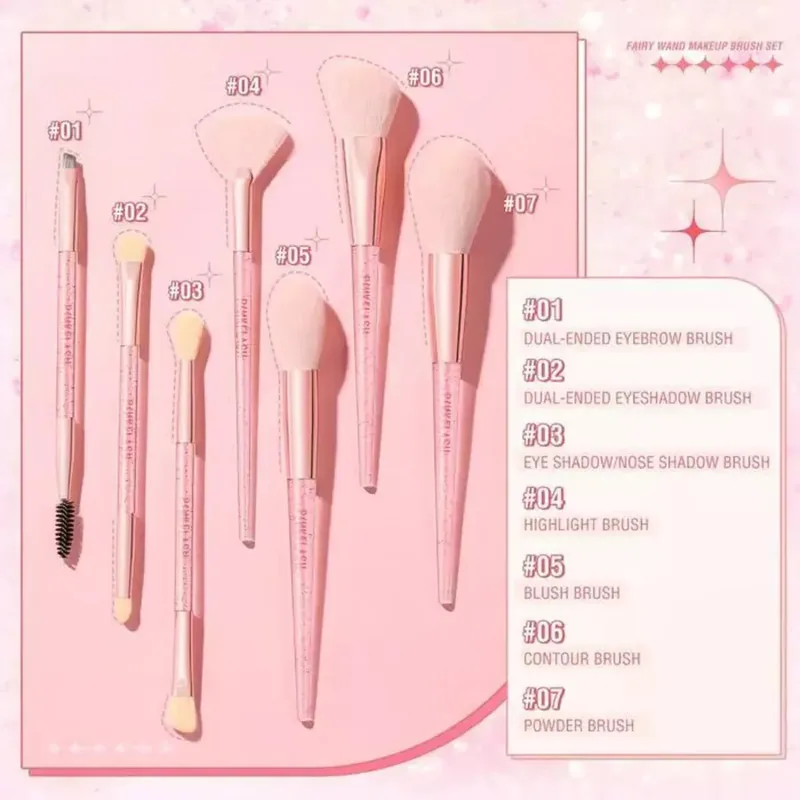 FAIRY WAND MAKEUP BRUSH SET
#01
#02
#03
#04
#05
#06
#07
#01
DUAL-ENDED EYEBROW BRUSH
#02
DUAL-ENDED EYESHADOW BRUSH
#03
EYE SHADOW/NOSE SHADOW BRUSH
#04
HIGHLIGHT BRUSH
#05
BLUSH BRUSH
#06
CONTOUR BRUSH
#07
POWDER BRUSH